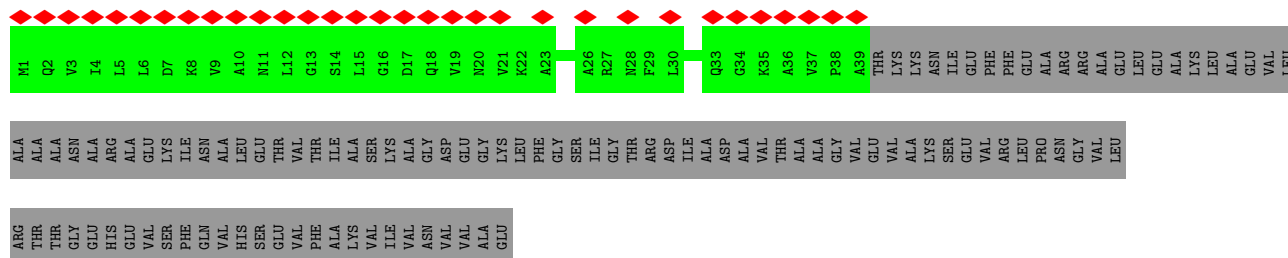 M1 Q2 V3 I4 L5 L6 D7 K8 V9 A10 N11 L12 G13 S14 L15 G16 D17 Q18 V19 N20 V21 K22 A23 A26 R27 N28 F29 L30 Q33 G34 K35 A36 V37 P38 A39 THR LYS LYS ASN ILE GLU PHE PHE GLU ALA ARG ARG ALA GLU LEU GLU ALA LYS LEU ALA GLU VAL LEU
ALA ALA ALA ASN ALA ARG ALA GLU LYS ILE ASN ALA LEU GLU THR VAL THR ILE ALA SER LYS ALA GLY ASP GLU GLY LYS LEU PHE GLY SER ILE GLY THR ARG ASP ILE ALA ASP ALA VAL THR ALA ALA GLY VAL GLU VAL ALA LYS SER GLU VAL ARG LEU PRO ASN GLY VAL LEU
ARG THR THR GLY GLU HIS GLU VAL SER PHE GLN VAL HIS SER GLU VAL PHE ALA LYS VAL ILE VAL ASN VAL VAL ALA GLU